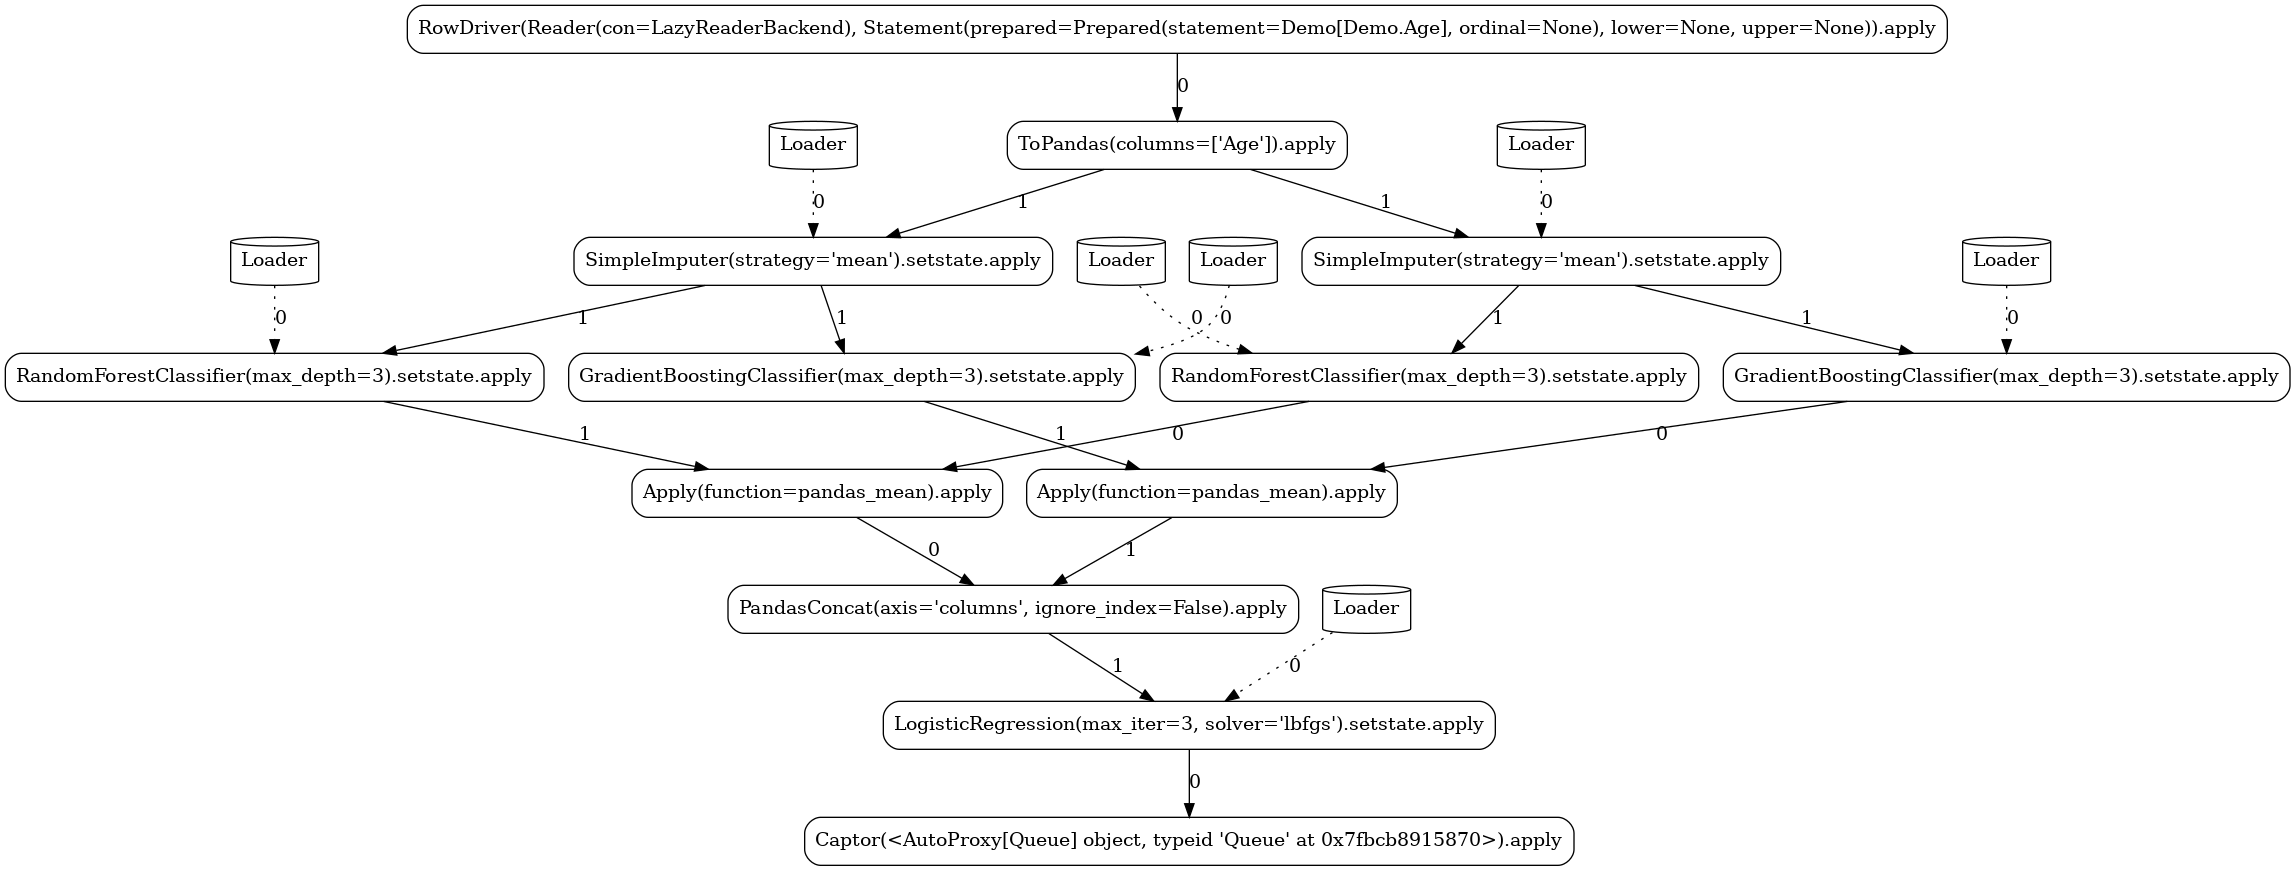 RowDriver(Reader(con=LazyReaderBackend), Statement(prepared=Prepared(statement=Demo[Demo.Age], ordinal=None), lower=None, upper=None)).apply
0
Loader
ToPandas(columns=['Age']).apply
Loader
0
1
1
0
Loader
SimpleImputer(strategy='mean').setstate.apply
Loader
Loader
SimpleImputer(strategy='mean').setstate.apply
Loader
0
1
1
0
0
1
1
0
RandomForestClassifier(max_depth=3).setstate.apply
GradientBoostingClassifier(max_depth=3).setstate.apply
RandomForestClassifier(max_depth=3).setstate.apply
GradientBoostingClassifier(max_depth=3).setstate.apply
1
1
0
0
Apply(function=pandas_mean).apply
Apply(function=pandas_mean).apply
0
1
PandasConcat(axis='columns', ignore_index=False).apply
Loader
1
0
LogisticRegression(max_iter=3, solver='lbfgs').setstate.apply
0
Captor(<AutoProxy[Queue] object, typeid 'Queue' at 0x7fbcb8915870>).apply